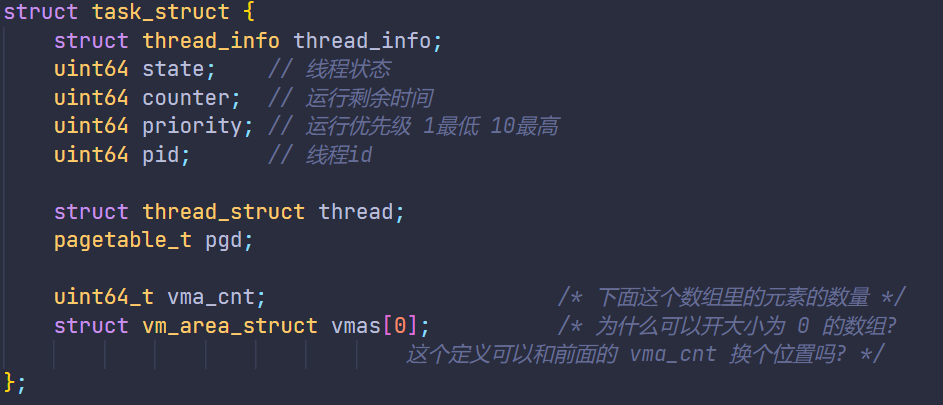 struct task_struct {
struct thread_info thread_info;
uint64 state; // 线程状态
uint64 counter; // 运行剩余时间
uint64 priority; // 运行优先级 1最低 10最高
uint64 pid; // 线程id
struct thread_struct thread;
pagetable_t pgd;
uint64_t vma_cnt; /* 下面这个数组里的元素的数量 */
struct vm_area_struct vmas[0]; /* 为什么可以开大小为 0 的数组?
这个定义可以和前面的 vma_cnt 换个位置吗? */
};